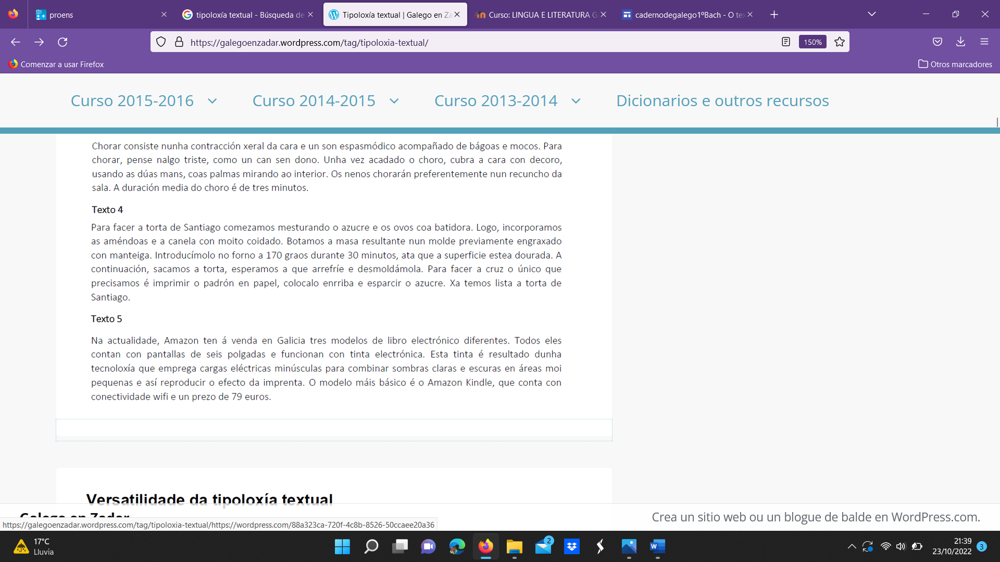 proens
tipoloxía textual - Búsqueda de
Tipoloxía textual | Galego en Za
Curso: LINGUA E LITERATURA G
cadernodegalego1ºBach - O te
https://galegoenzadar.wordpress.com/tag/tipoloxia-textual/
150%
Comenzar a usar Firefox
Otros marcadores
Curso 2015-2016
Curso 2014-2015
Curso 2013-2014
Dicionarios e outros recursos
Chorar consiste nunha contracción xeral da cara e un son espasmódico acompañado de bágoas e mocos. Para
chorar, pense nalgo triste, como un can sen dono. Unha vez acadado o choro, cubra a cara con decoro,
usando as dúas mans, coas palmas mirando ao interior. Os nenos chorarán preferentemente nun recuncho da
sala. A duración media do choro é de tres minutos.
Texto 4
Para facer a torta de Santiago comezamos mesturando o azucre e os ovos coa batidora. Logo, incorporamos
as améndoas e a canela con moito coidado. Botamos a masa resultante nun molde previamente engraxado
con manteiga. Introducímolo no forno a 170 graos durante 30 minutos, ata que a superficie estea dourada. A
continuación, sacamos a torta, esperamos a que arrefríe e desmoldámola. Para facer a cruz o único que
precisamos é imprimir o padrón en papel, colocalo enrriba e esparcir o azucre. Xa temos lista a torta de
Santiago.
Texto 5
Na actualidade, Amazon ten á venda en Galicia tres modelos de libro electrónico diferentes. Todos eles
contan con pantallas de seis polgadas e funcionan con tinta electrónica. Esta tinta é resultado dunha
tecnoloxía que emprega cargas eléctricas minúsculas para combinar sombras claras e escuras en áreas moi
pequenas e así reproducir o efecto da imprenta. O modelo máis básico é o Amazon Kindle, que conta con
conectividade wifi e un prezo de 79 euros.
Versatilidade da tipoloxía textual
Galego en Zadar
Crea un sitio web ou un blogue de balde en WordPress.com.
https://galegoenzadar.wordpress.com/tag/tipoloxia-textual/https://wordpress.com/88a323ca-720f-4c8b-8526-50ccaee20a36
17°C
Lluvia
2
W
21:39
23/10/2022
3